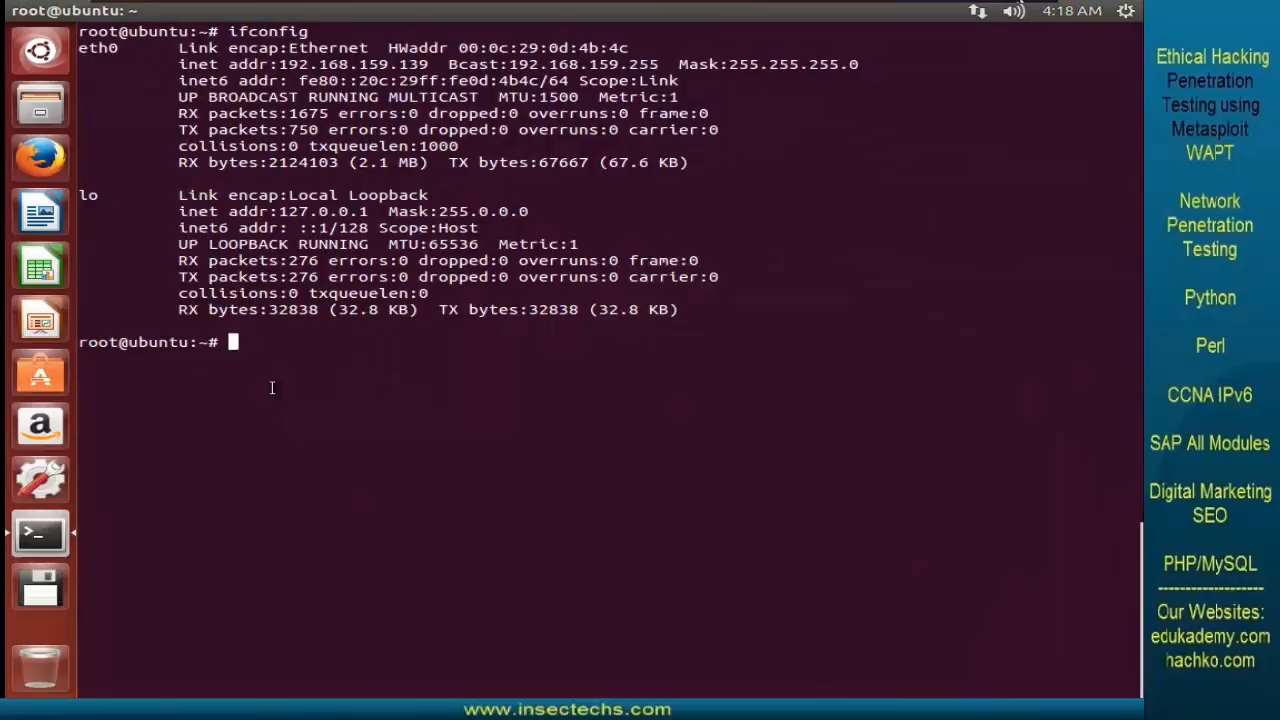 root@ubuntu: ~
4:18 AM
root@ubuntu:~# ifconfig
eth0 Link encap:Ethernet HWaddr 00:0c:29:0d:4b:4c
inet addr:192.168.159.139 Bcast:192.168.159.255 Mask:255.255.255.0
inet6 addr: fe80::20c:29ff:fe0d:4b4c/64 Scope:Link
UP BROADCAST RUNNING MULTICAST MTU:1500 Metric:1
RX packets:1675 errors:0 dropped:0 overruns:0 frame:0
TX packets:750 errors:0 dropped:0 overruns:0 carrier:0
collisions:0 txqueuelen:1000
RX bytes:2124103 (2.1 MB) TX bytes:67667 (67.6 KB)
lo Link encap:Local Loopback
inet addr:127.0.0.1 Mask:255.0.0.0
inet6 addr: ::1/128 Scope:Host
UP LOOPBACK RUNNING MTU:65536 Metric:1
RX packets:276 errors:0 dropped:0 overruns:0 frame:0
TX packets:276 errors:0 dropped:0 overruns:0 carrier:0
collisions:0 txqueuelen:0
RX bytes:32838 (32.8 KB) TX bytes:32838 (32.8 KB)
root@ubuntu:~#
Ethical Hacking
Penetration
Testing using
Metasploit
WAPT
Network
Penetration
Testing
Python
Perl
CCNA IPv6
SAP All Modules
Digital Marketing
SEO
PHP/MySQL
-------------------
Our Websites:
edukademy.com
hachko.com
www.insectechs.com